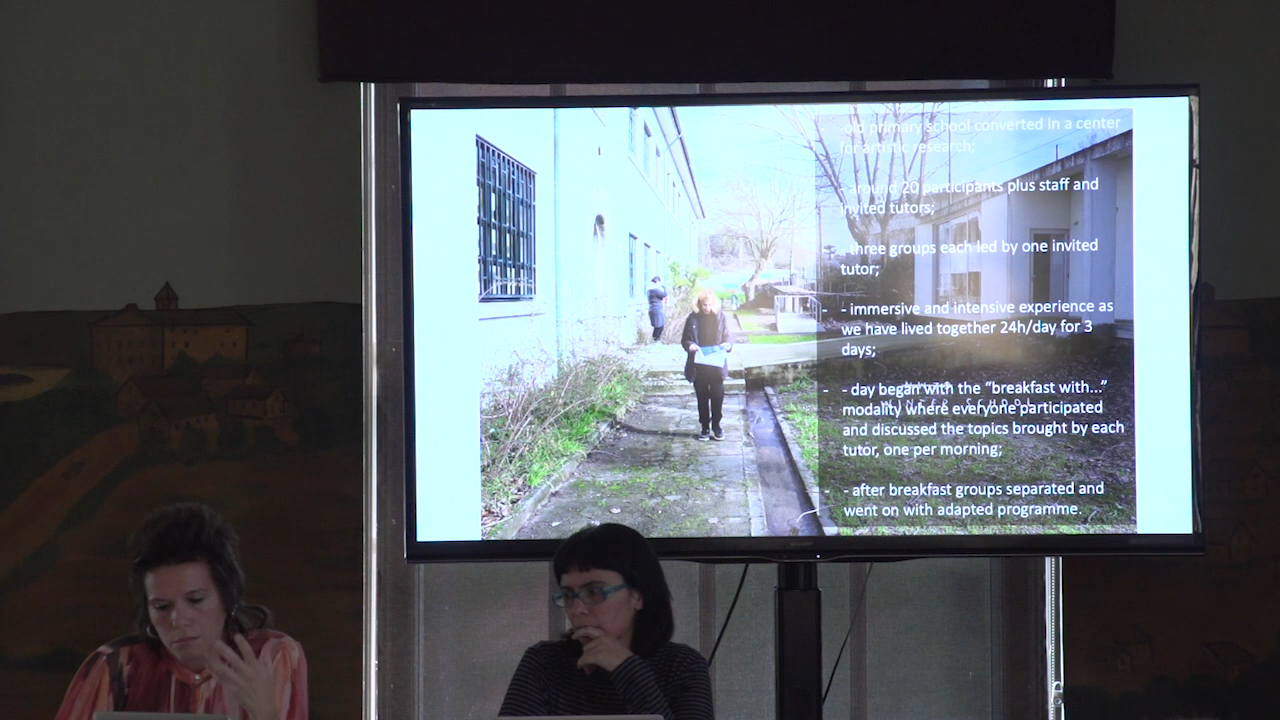 -old primary school converted in a center
for artistic research;
- around 20 participants plus staff and
invited tutors;
- - three groups each led by one invited
tutor;
- - immersive and intensive experience as
we have lived together 24h/day for 3
days;
- - day began with the “breakfast with…”
modality where everyone participated
and discussed the topics brought by each
tutor, one per morning;
- - after breakfast groups separated and
went on with adapted programme.